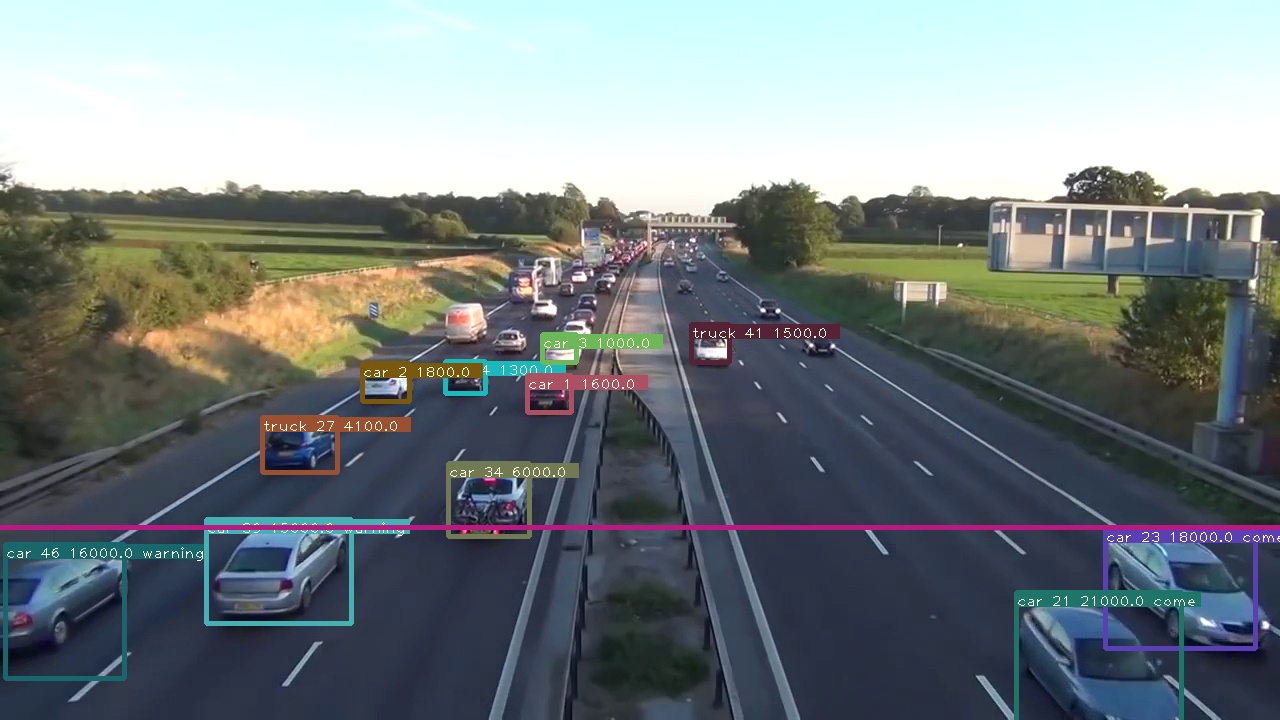 truck 41 1500.0
car 3 1000.0
car 2 1800.0
4 1300.0
car 1 1600.0
truck 27 4100.0
car 34 6000.0
warning
car 46 16000.0 warning
car 23 18000.0 come
car 21 21000.0 come